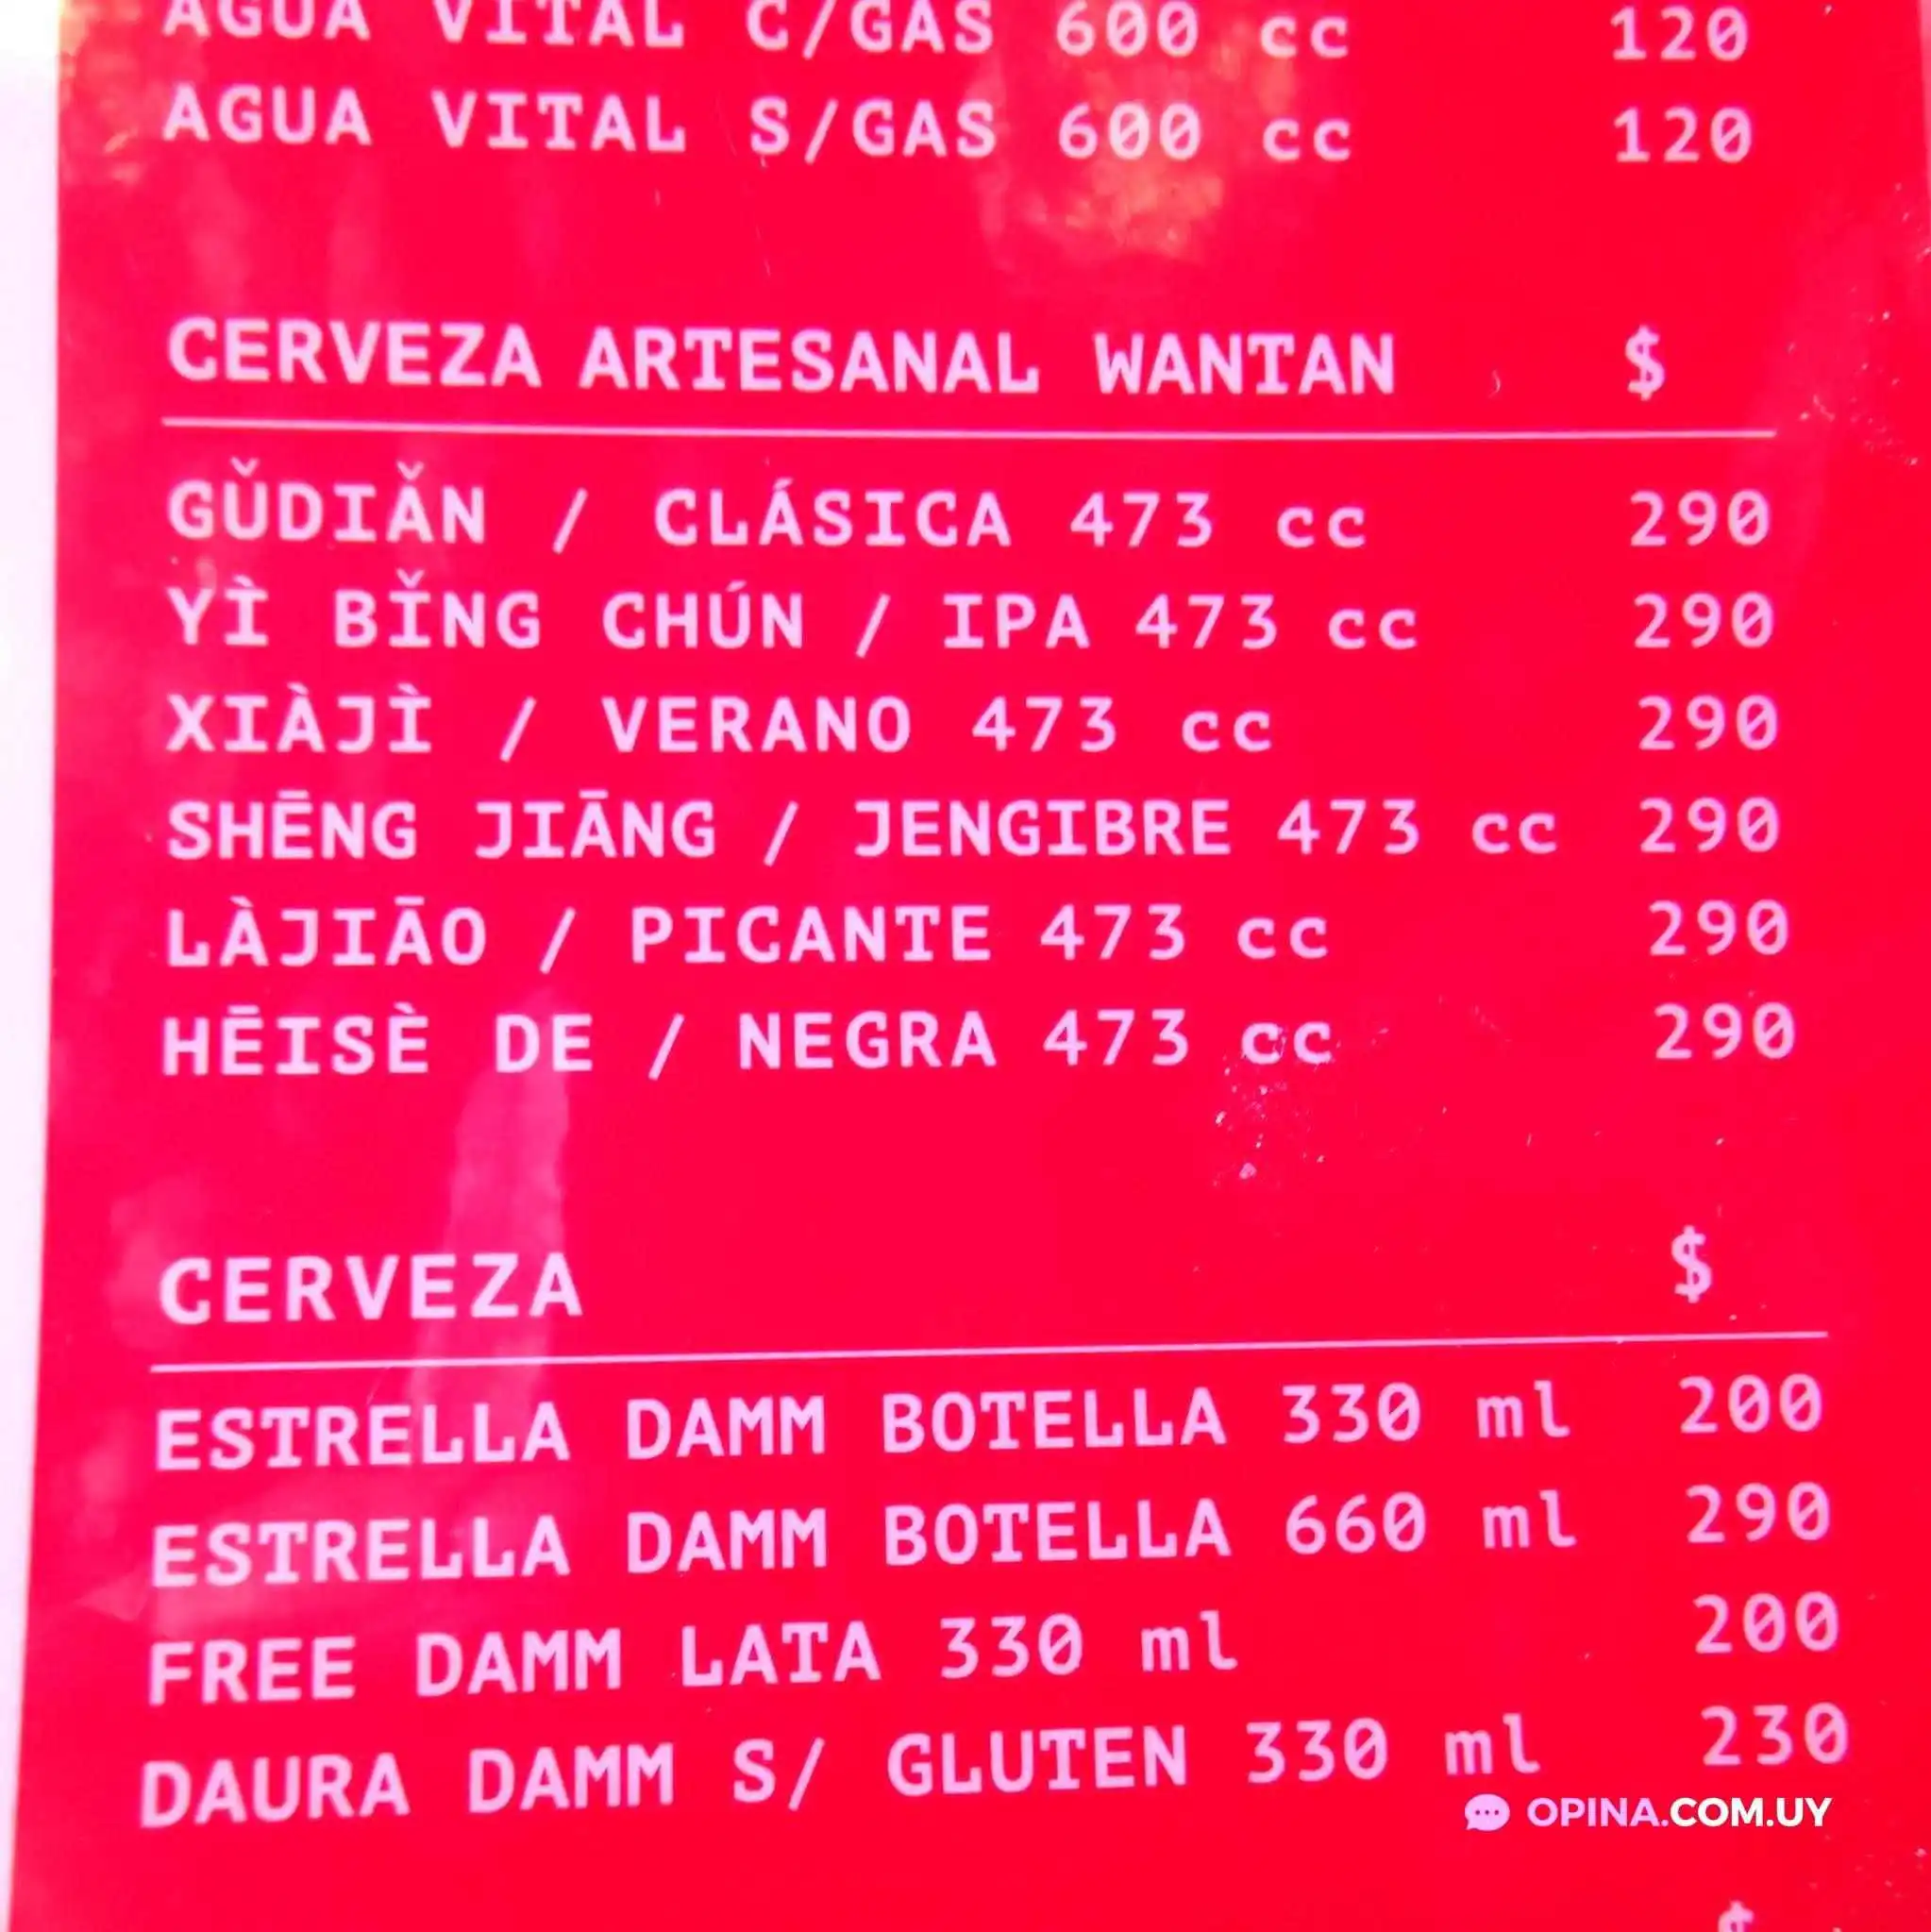 AGUA VITAL C/GAS 600 cc 120
AGUA VITAL S/GAS 600 cc 120
CERVEZA ARTESANAL WANTAN $
GǓDIǍN / CLÁSICA 473 cc 290
YÌ BǏNG CHÚN / IPA 473 cc 290
XIÀJÌ / VERANO 473 cc 290
SHĒNG JIĀNG / JENGIBRE 473 cc 290
LÀJIĀO / PICANTE 473 cc 290
HĒISÈ DE / NEGRA 473 cc 290
CERVEZA $
ESTRELLA DAMM BOTELLA 330 ml 200
ESTRELLA DAMM BOTELLA 660 ml 290
FREE DAMM LATA 330 ml 200
DAURA DAMM S/ GLUTEN 330 ml 230
OPINA.COM.UY
$